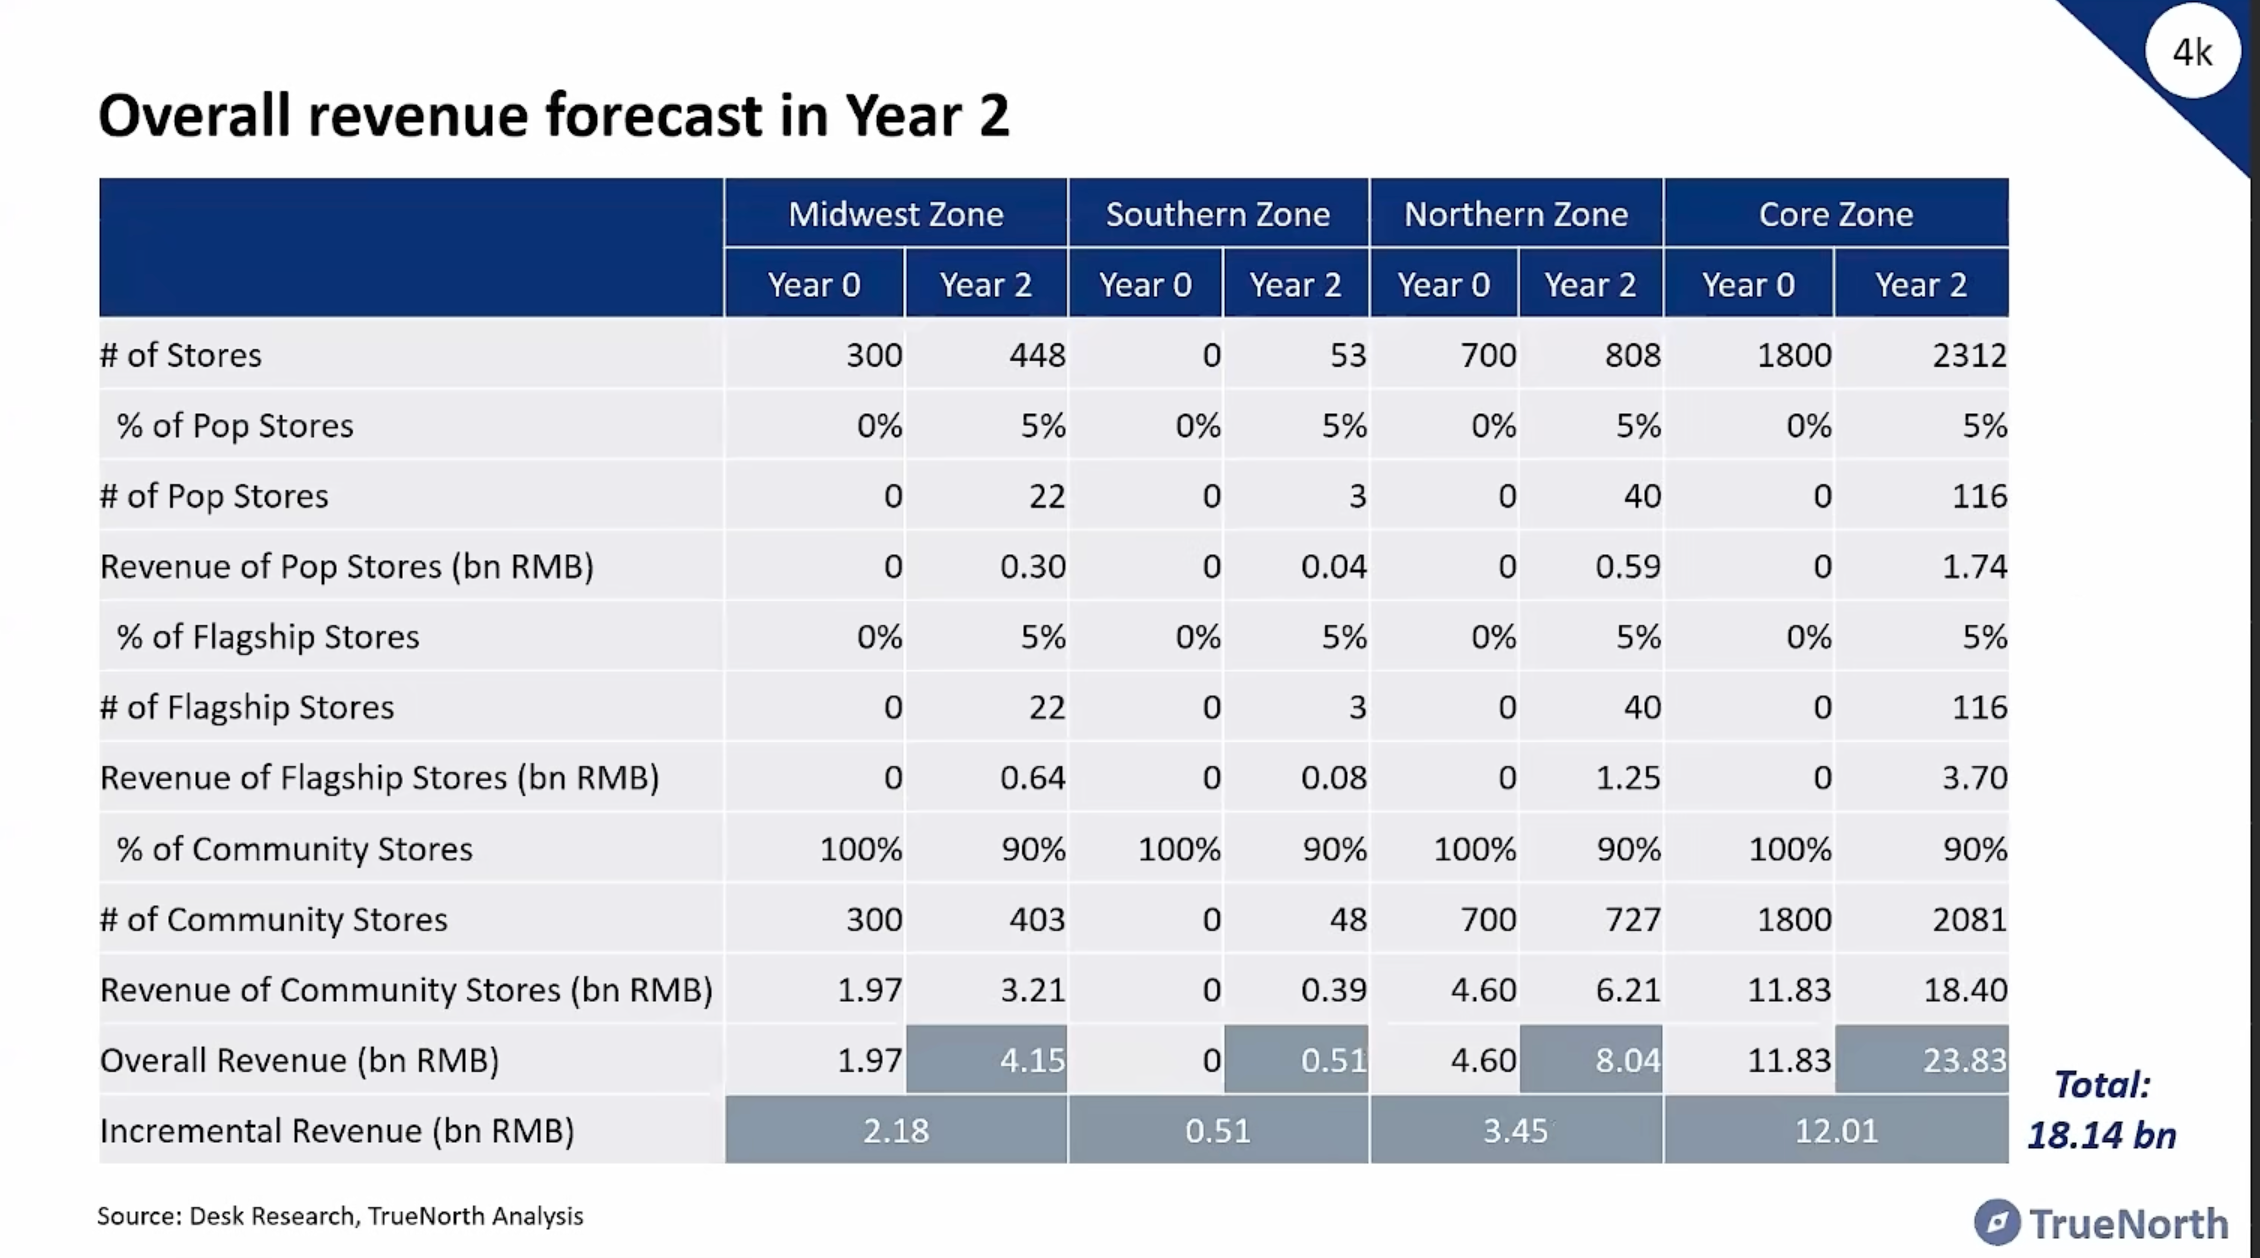 4k
Overall revenue forecast in Year 2
Midwest Zone Southern Zone Northern Zone Core Zone
Year 0 Year 2 Year 0 Year 2 Year 0 Year 2 Year 0 Year 2
# of Stores 300 448 0 53 700 808 1800 2312
% of Pop Stores 0% 5% 0% 5% 0% 5% 0% 5%
# of Pop Stores 0 22 0 3 0 40 0 116
Revenue of Pop Stores (bn RMB) 0 0.30 0 0.04 0 0.59 0 1.74
% of Flagship Stores 0% 5% 0% 5% 0% 5% 0% 5%
# of Flagship Stores 0 22 0 3 0 40 0 116
Revenue of Flagship Stores (bn RMB) 0 0.64 0 0.08 0 1.25 0 3.70
% of Community Stores 100% 90% 100% 90% 100% 90% 100% 90%
# of Community Stores 300 403 0 48 700 727 1800 2081
Revenue of Community Stores (bn RMB) 1.97 3.21 0 0.39 4.60 6.21 11.83 18.40
Overall Revenue (bn RMB) 1.97 4.15 0 0.51 4.60 8.04 11.83 23.83
Incremental Revenue (bn RMB) 2.18 0.51 3.45 12.01
Total:
18.14 bn
Source: Desk Research, TrueNorth Analysis
TrueNorth